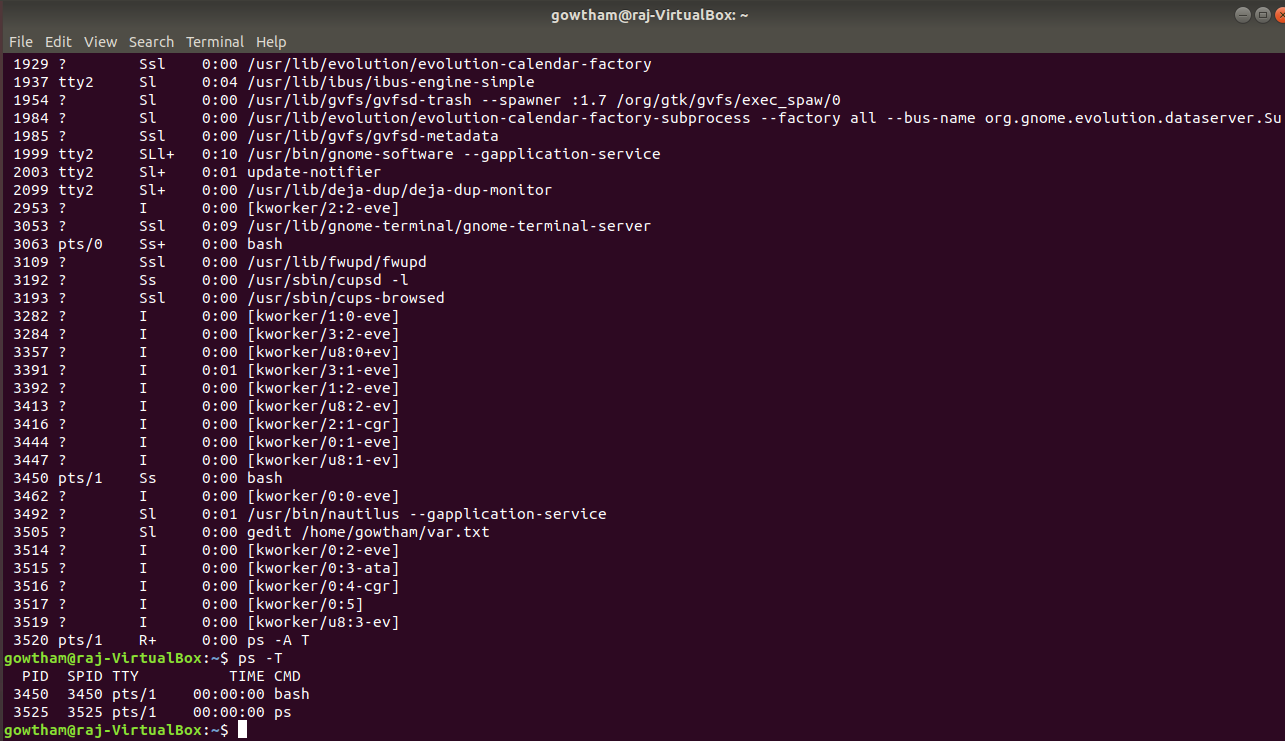 gowtham@raj-VirtualBox: ~
File Edit View Search Terminal Help
1929 ? Ssl 0:00 /usr/lib/evolution/evolution-calendar-factory
1937 tty2 Sl 0:04 /usr/lib/ibus/ibus-engine-simple
1954 ? Sl 0:00 /usr/lib/gvfs/gvfsd-trash --spawner :1.7 /org/gtk/gvfs/exec_spaw/0
1984 ? Sl 0:00 /usr/lib/evolution/evolution-calendar-factory-subprocess --factory all --bus-name org.gnome.evolution.dataserver.Su
1985 ? Ssl 0:00 /usr/lib/gvfs/gvfsd-metadata
1999 tty2 SLl+ 0:10 /usr/bin/gnome-software --gapplication-service
2003 tty2 Sl+ 0:01 update-notifier
2099 tty2 Sl+ 0:00 /usr/lib/deja-dup/deja-dup-monitor
2953 ? I 0:00 [kworker/2:2-eve]
3053 ? Ssl 0:09 /usr/lib/gnome-terminal/gnome-terminal-server
3063 pts/0 Ss+ 0:00 bash
3109 ? Ssl 0:00 /usr/lib/fwupd/fwupd
3192 ? Ss 0:00 /usr/sbin/cupsd -l
3193 ? Ssl 0:00 /usr/sbin/cups-browsed
3282 ? I 0:00 [kworker/1:0-eve]
3284 ? I 0:00 [kworker/3:2-eve]
3357 ? I 0:00 [kworker/u8:0+ev]
3391 ? I 0:01 [kworker/3:1-eve]
3392 ? I 0:00 [kworker/1:2-eve]
3413 ? I 0:00 [kworker/u8:2-ev]
3416 ? I 0:00 [kworker/2:1-cgr]
3444 ? I 0:00 [kworker/0:1-eve]
3447 ? I 0:00 [kworker/u8:1-ev]
3450 pts/1 Ss 0:00 bash
3462 ? I 0:00 [kworker/0:0-eve]
3492 ? Sl 0:01 /usr/bin/nautilus --gapplication-service
3505 ? Sl 0:00 gedit /home/gowtham/var.txt
3514 ? I 0:00 [kworker/0:2-eve]
3515 ? I 0:00 [kworker/0:3-ata]
3516 ? I 0:00 [kworker/0:4-cgr]
3517 ? I 0:00 [kworker/0:5]
3519 ? I 0:00 [kworker/u8:3-ev]
3520 pts/1 R+ 0:00 ps -A T
gowtham@raj-VirtualBox:~$ ps -T
PID SPID TTY TIME CMD
3450 3450 pts/1 00:00:00 bash
3525 3525 pts/1 00:00:00 ps
gowtham@raj-VirtualBox:~$